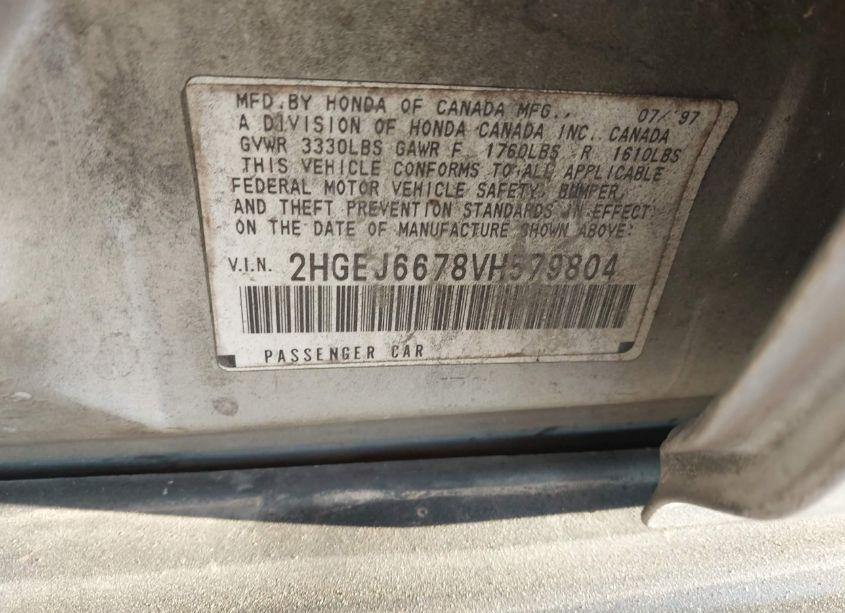 MFD. BY HONDA OF CANADA MFG., 07/'97
A DIVISION OF HONDA CANADA INC. CANADA
GVWR 3330LBS GAWR F 1760LBS R 1610LBS
THIS VEHICLE CONFORMS TO ALL APPLICABLE
FEDERAL MOTOR VEHICLE SAFETY, BUMPER,
AND THEFT PREVENTION STANDARDS IN EFFECT
ON THE DATE OF MANUFACTURE SHOWN ABOVE.
V.I.N. 2HGEJ6678VH579804
PASSENGER CAR